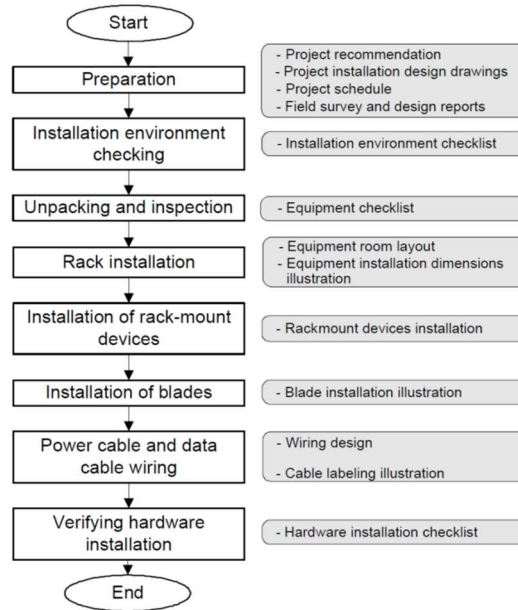 Start
Preparation
- Project recommendation
- Project installation design drawings
- Project schedule
- Field survey and design reports
Installation environment
checking
- Installation environment checklist
Unpacking and inspection
- Equipment checklist
Rack installation
- Equipment room layout
- Equipment installation dimensions
illustration
Installation of rack-mount
devices
- Rackmount devices installation
Installation of blades
- Blade installation illustration
Power cable and data
cable wiring
- Wiring design
- Cable labeling illustration
Verifying hardware
installation
- Hardware installation checklist
End